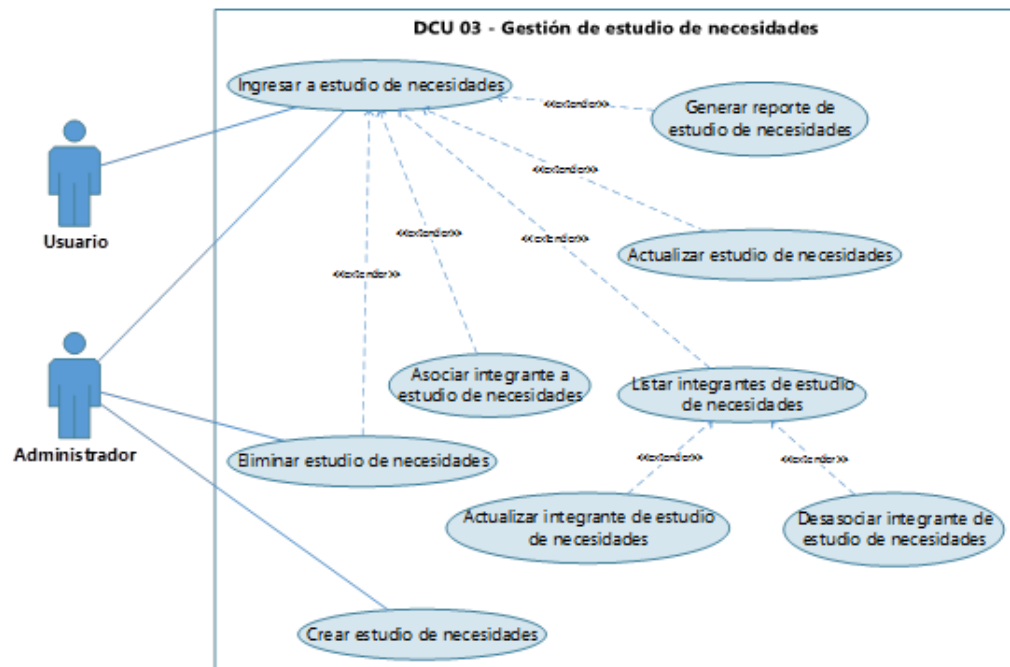 DCU 03 - Gestión de estudio de necesidades
Ingresar a estudio de necesidades
<<extender>>
Generar reporte de
estudio de necesidades
<<extender>>
Usuario
<<extender>>
<<extender>>
Actualizar estudio de necesidades
<<extender>>
Asociar integrante a
estudio de necesidades
Listar integrantes de estudio
de necesidades
Administrador
Eliminar estudio de necesidades
<<extender>>
<<extender>>
Actualizar integrante de estudio
de necesidades
Desasociar integrante de
estudio de necesidades
Crear estudio de necesidades